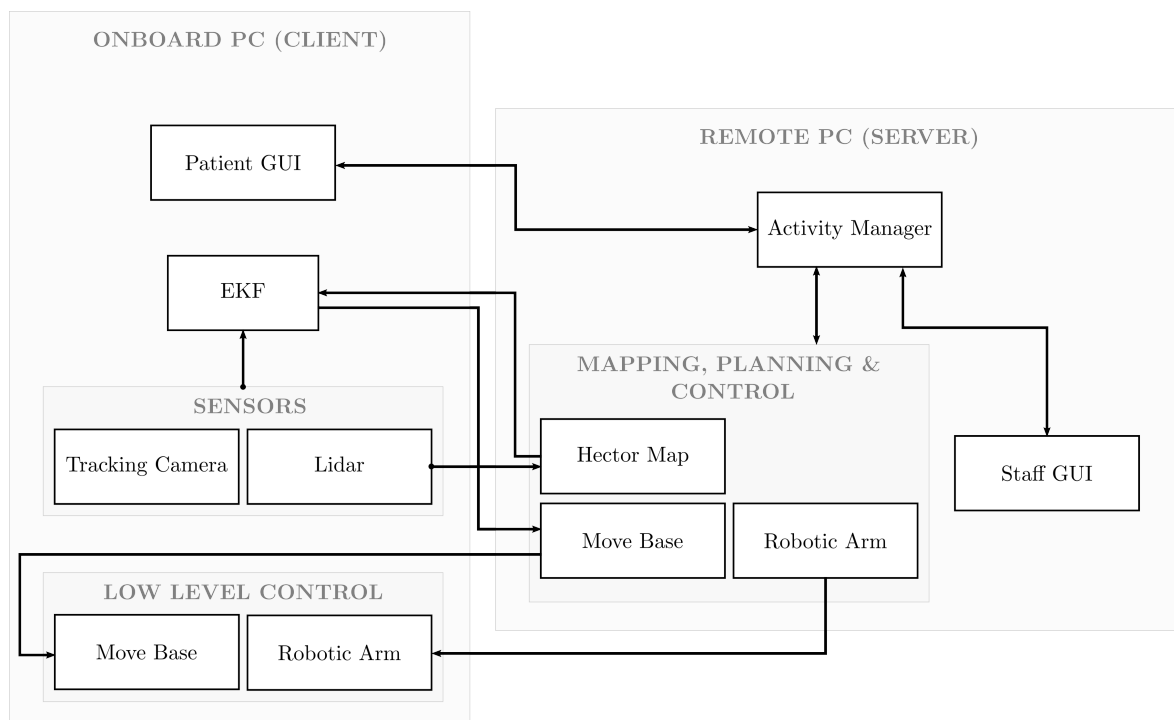 ONBOARD PC (CLIENT)
Patient GUI
EKF
SENSORS
Tracking Camera
Lidar
LOW LEVEL CONTROL
Move Base
Robotic Arm
REMOTE PC (SERVER)
Activity Manager
MAPPING, PLANNING &
CONTROL
Hector Map
Move Base
Robotic Arm
Staff GUI